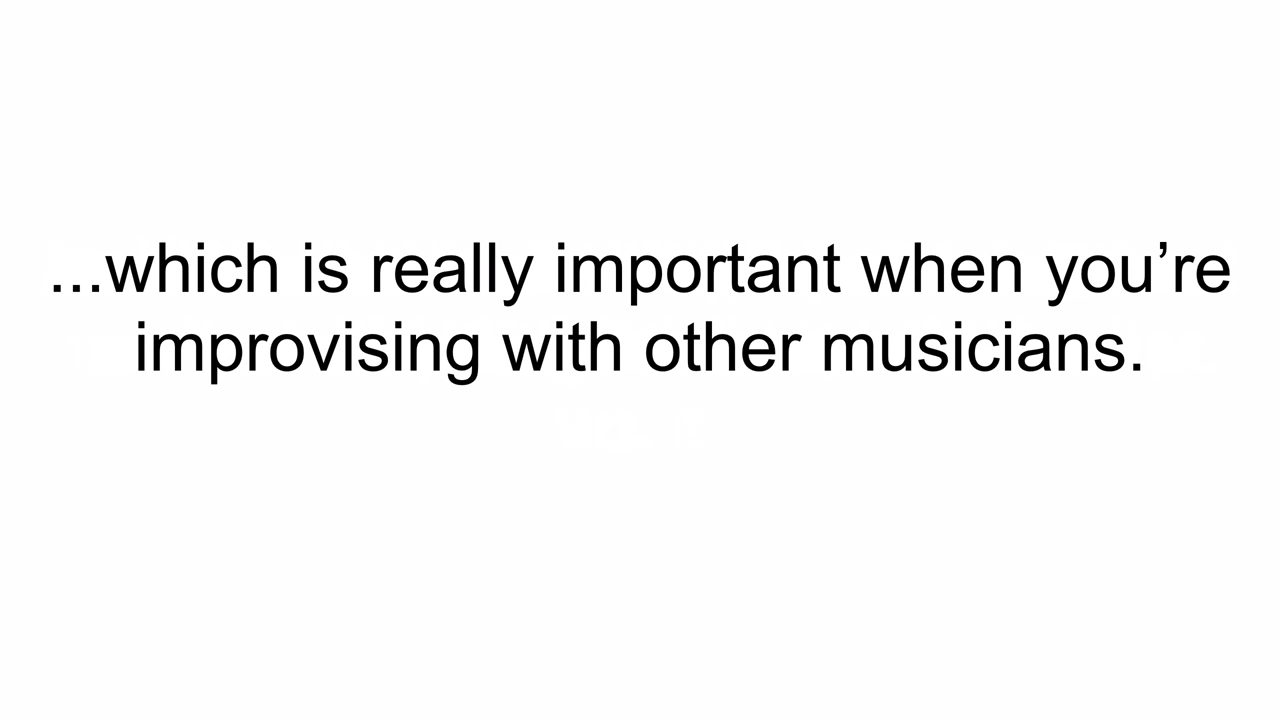 ...which is really important when you’re
improvising with other musicians.